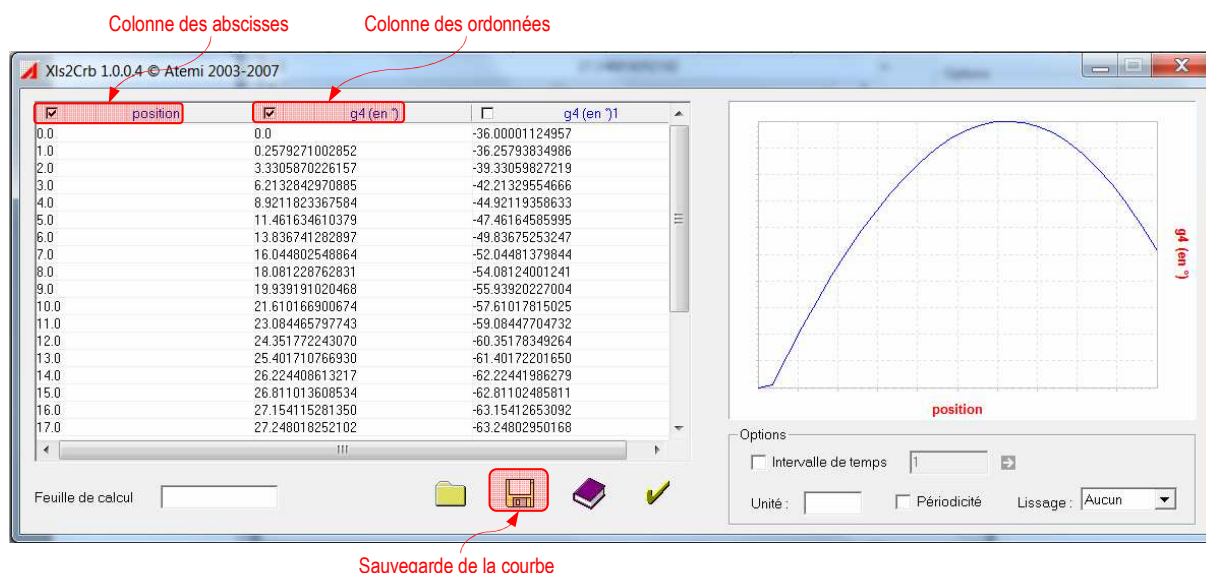 Colonne des abscisses Colonne des ordonnées
Xls2Crb 1.0.0.4 © Atemi 2003-2007
position g4 (en °) g4 (en °)1
0.0 0.0 -36.00001124957
1.0 0.2579271002852 -36.25793834986
2.0 3.3305870226157 -39.33059827219
3.0 6.2132842970885 -42.21329554666
4.0 8.9211823367584 -44.92119358633
5.0 11.461634610379 -47.46164585995
6.0 13.836741282897 -49.83675253247
7.0 16.044802548864 -52.04481379844
8.0 18.081228762831 -54.08124001241
9.0 19.939191020468 -55.93920227004
10.0 21.610166900674 -57.61017815025
11.0 23.084465797743 -59.08447704732
12.0 24.351772243070 -60.35178349264
13.0 25.401710766930 -61.40172201650
14.0 26.224408613217 -62.22441986279
15.0 26.811013608534 -62.81102485811
16.0 27.154115281350 -63.15412653092
17.0 27.248018252102 -63.24802950168
Feuille de calcul
g4 (en °)
position
Options
Intervalle de temps 1
Unité : Périodicité Lissage : Aucun
Sauvegarde de la courbe